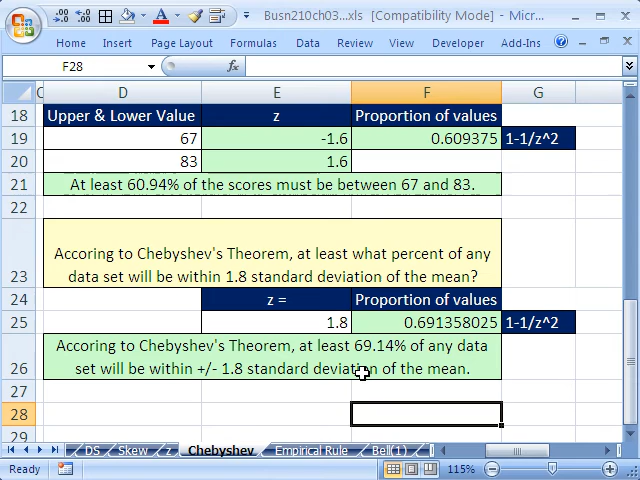 Busn210ch03...xls [Compatibility Mode] - Micr...
Home Insert Page Layout Formulas Data Review View Developer Add-Ins
F28 fx
C D E F G
18 Upper & Lower Value z Proportion of values
19 67 -1.6 0.609375 1-1/z^2
20 83 1.6
21 At least 60.94% of the scores must be between 67 and 83.
22
Accoring to Chebyshev's Theorem, at least what percent of any
23 data set will be within 1.8 standard deviation of the mean?
24 z = Proportion of values
25 1.8 0.691358025 1-1/z^2
Accoring to Chebyshev's Theorem, at least 69.14% of any data
26 set will be within +/- 1.8 standard deviation of the mean.
27
28
29
DS Skew z Chebyshev Empirical Rule Bell(1)
Ready 115%